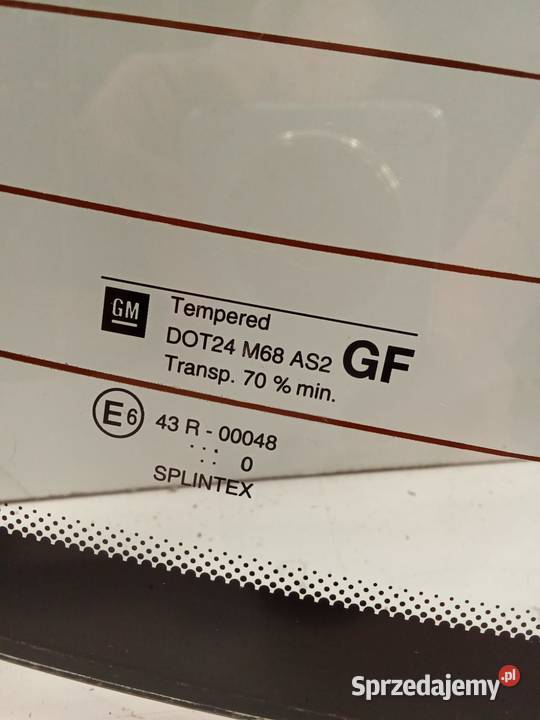 GM
Tempered
DOT24 M68 AS2
GF
Transp. 70 % min.
E6
43 R - 00048
0
SPLINTEX
Sprzedajemy.pl